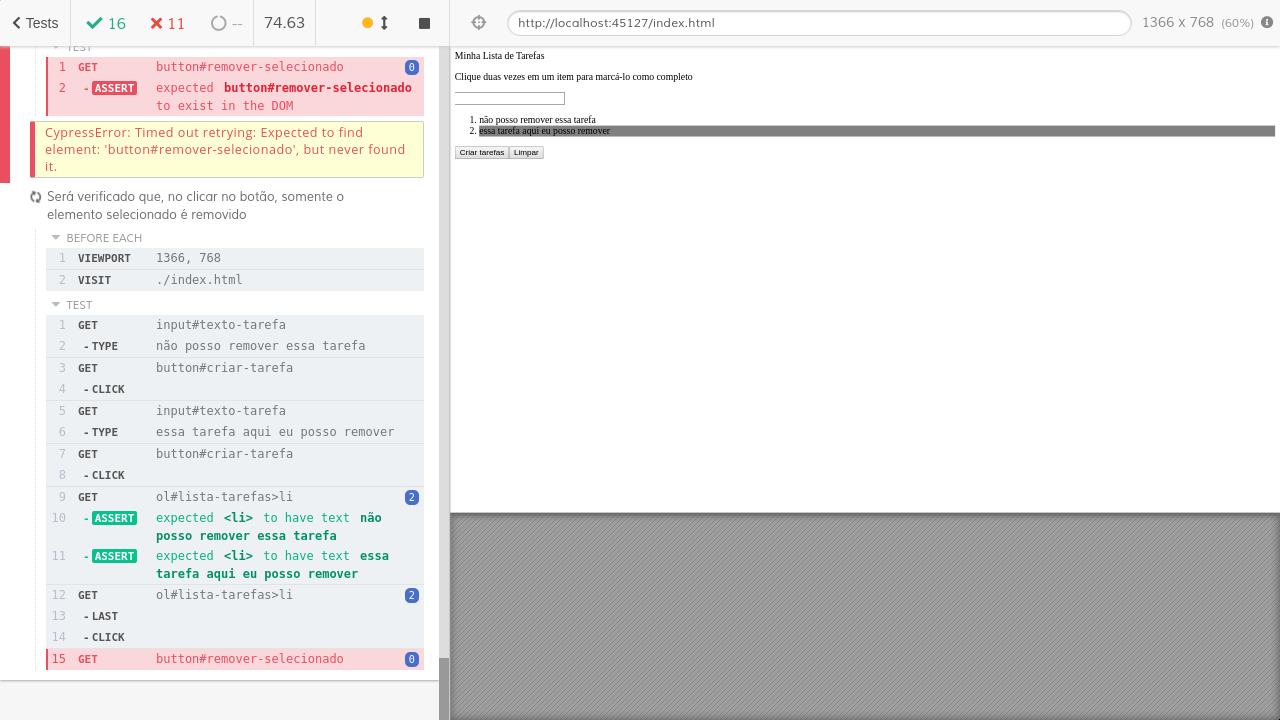 Tests
16
11
--
74.63
http://localhost:45127/index.html
1366 x 768 (60%)
TEST
1 GET button#remover-selecionado 0
2 - ASSERT expected button#remover-selecionado
to exist in the DOM
CypressError: Timed out retrying: Expected to find
element: 'button#remover-selecionado', but never found
it.
Será verificado que, no clicar no botão, somente o
elemento selecionado é removido
BEFORE EACH
1 VIEWPORT 1366, 768
2 VISIT ./index.html
TEST
1 GET input#texto-tarefa
2 - TYPE não posso remover essa tarefa
3 GET button#criar-tarefa
4 - CLICK
5 GET input#texto-tarefa
6 - TYPE essa tarefa aqui eu posso remover
7 GET button#criar-tarefa
8 - CLICK
9 GET ol#lista-tarefas>li 2
10 - ASSERT expected <li> to have text não
posso remover essa tarefa
11 - ASSERT expected <li> to have text essa
tarefa aqui eu posso remover
12 GET ol#lista-tarefas>li 2
13 - LAST
14 - CLICK
15 GET button#remover-selecionado 0
Minha Lista de Tarefas
Clique duas vezes em um item para marcá-lo como completo
1. não posso remover essa tarefa
2. essa tarefa aqui eu posso remover
Criar tarefas Limpar